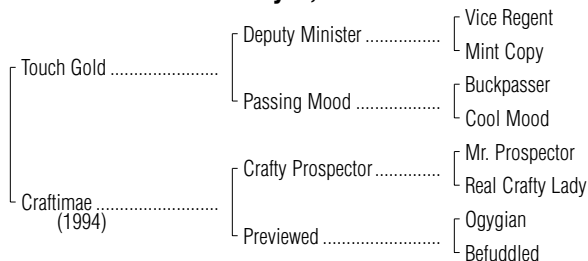 Vice Regent
Deputy Minister ................
Mint Copy
Touch Gold .......................
Buckpasser
Passing Mood ..................
Cool Mood
Mr. Prospector
Crafty Prospector..............
Real Crafty Lady
Craftimae ..........................
(1994)
Ogygian
Previewed .........................
Befuddled